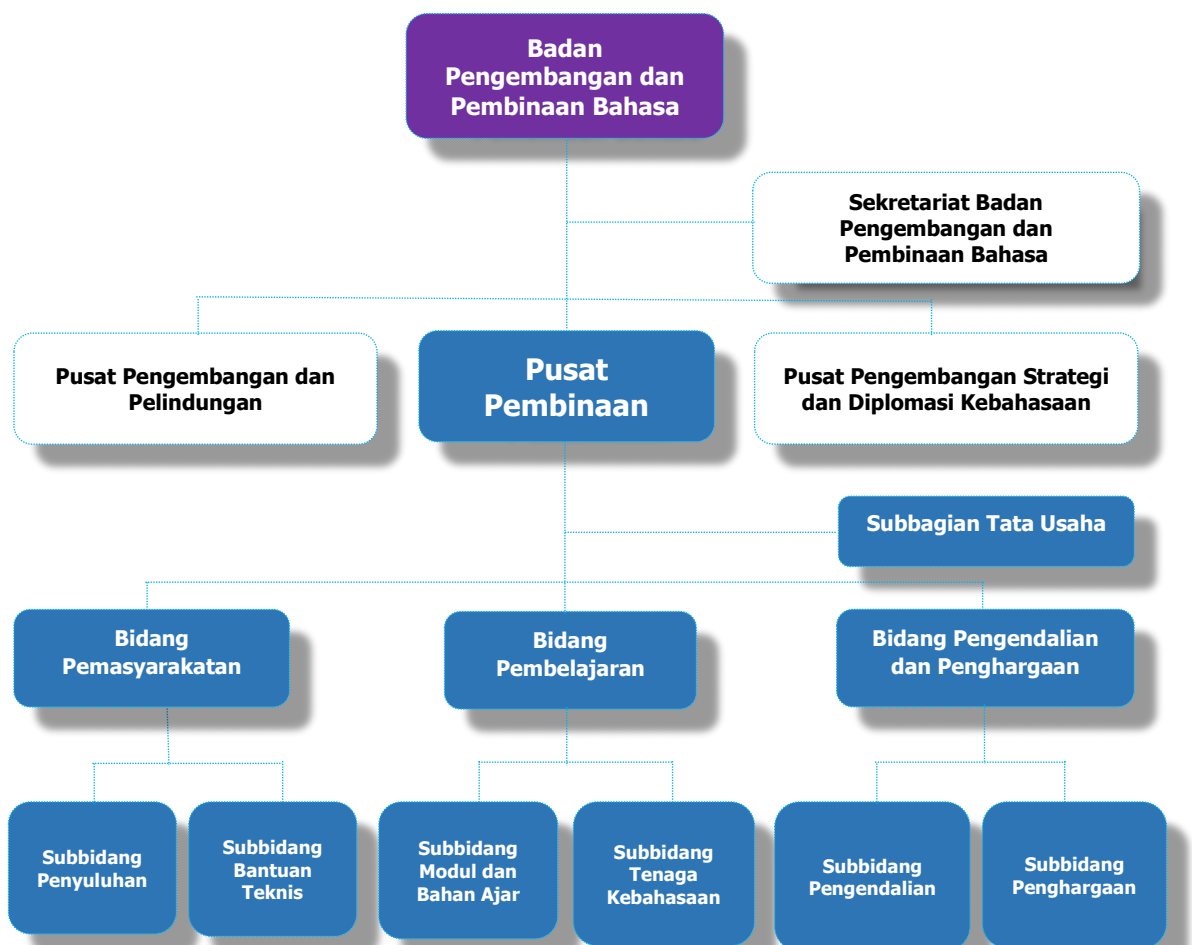 Badan
Pengembangan dan
Pembinaan Bahasa
Sekretariat Badan
Pengembangan dan
Pembinaan Bahasa
Pusat Pengembangan dan
Pelindungan
Pusat
Pembinaan
Pusat Pengembangan Strategi
dan Diplomasi Kebahasaan
Subbagian Tata Usaha
Bidang
Pemasyarakatan
Bidang
Pembelajaran
Bidang Pengendalian
dan Penghargaan
Subbidang
Penyuluhan
Subbidang
Bantuan
Teknis
Subbidang
Modul dan
Bahan Ajar
Subbidang
Tenaga
Kebahasaan
Subbidang
Pengendalian
Subbidang
Penghargaan